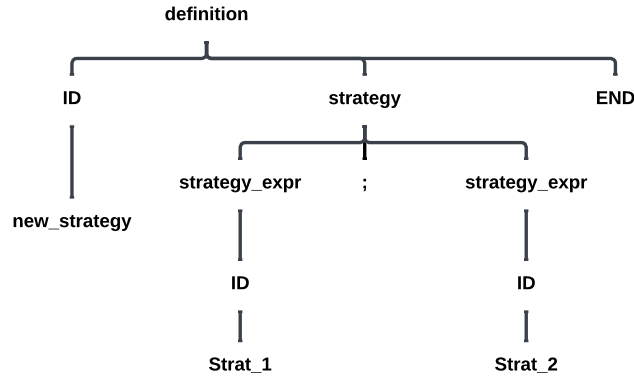 definition
ID strategy END
strategy_expr ; strategy_expr
new_strategy
ID ID
Strat_1 Strat_2